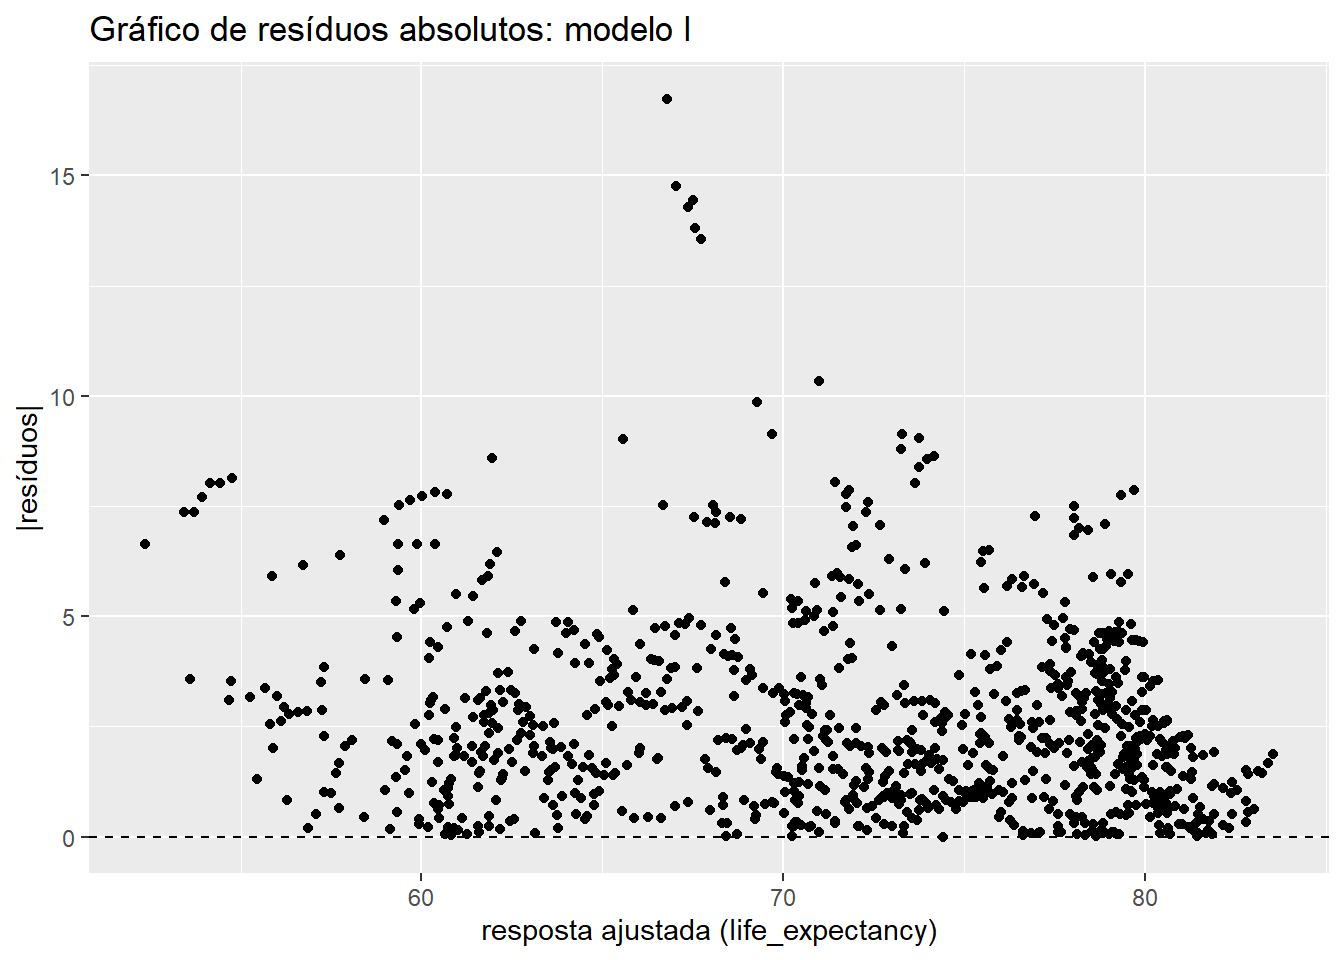 Gráfico de resíduos absolutos: modelo I
15
10
5
0
|resíduos|
60
70
80
resposta ajustada (life_expectancy)